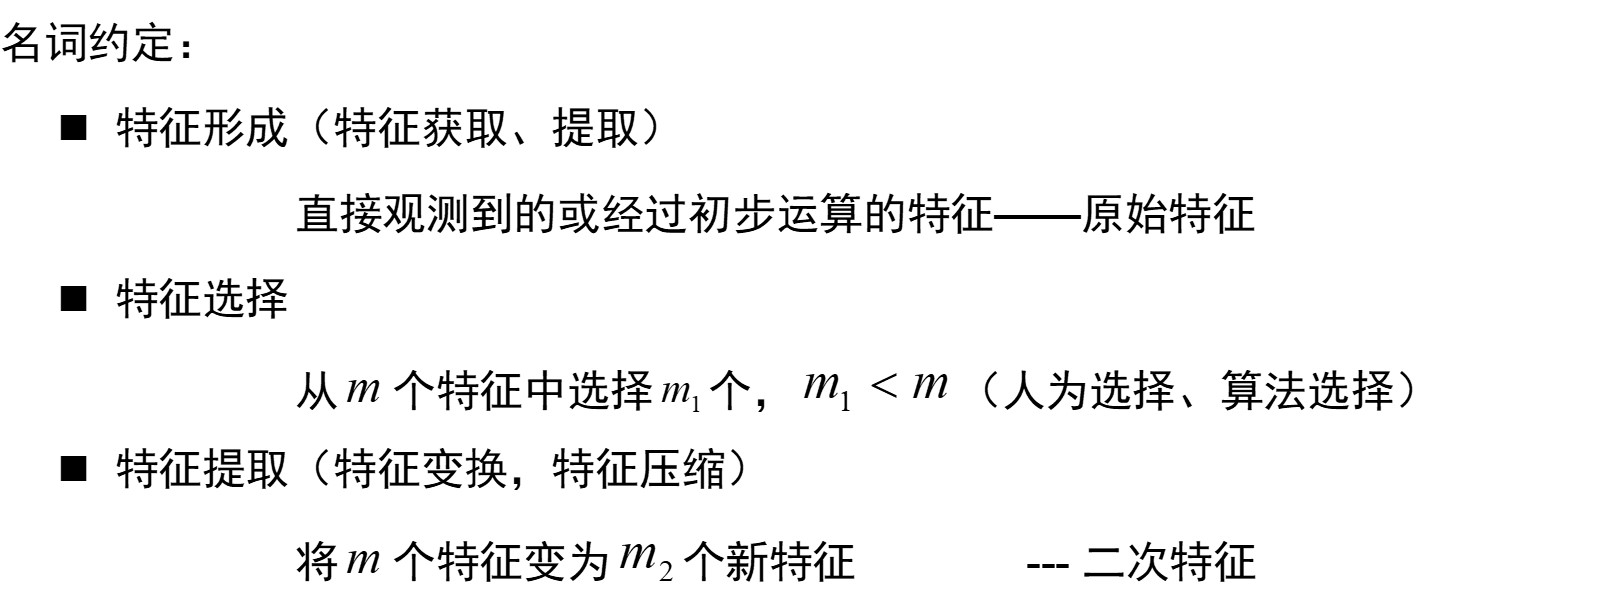 名词约定：
■ 特征形成（特征获取、提取）
直接观测到的或经过初步运算的特征——原始特征
■ 特征选择
从 m 个特征中选择 m₁ 个， m₁ < m （人为选择、算法选择）
■ 特征提取（特征变换，特征压缩）
将 m 个特征变为 m₂ 个新特征 --- 二次特征